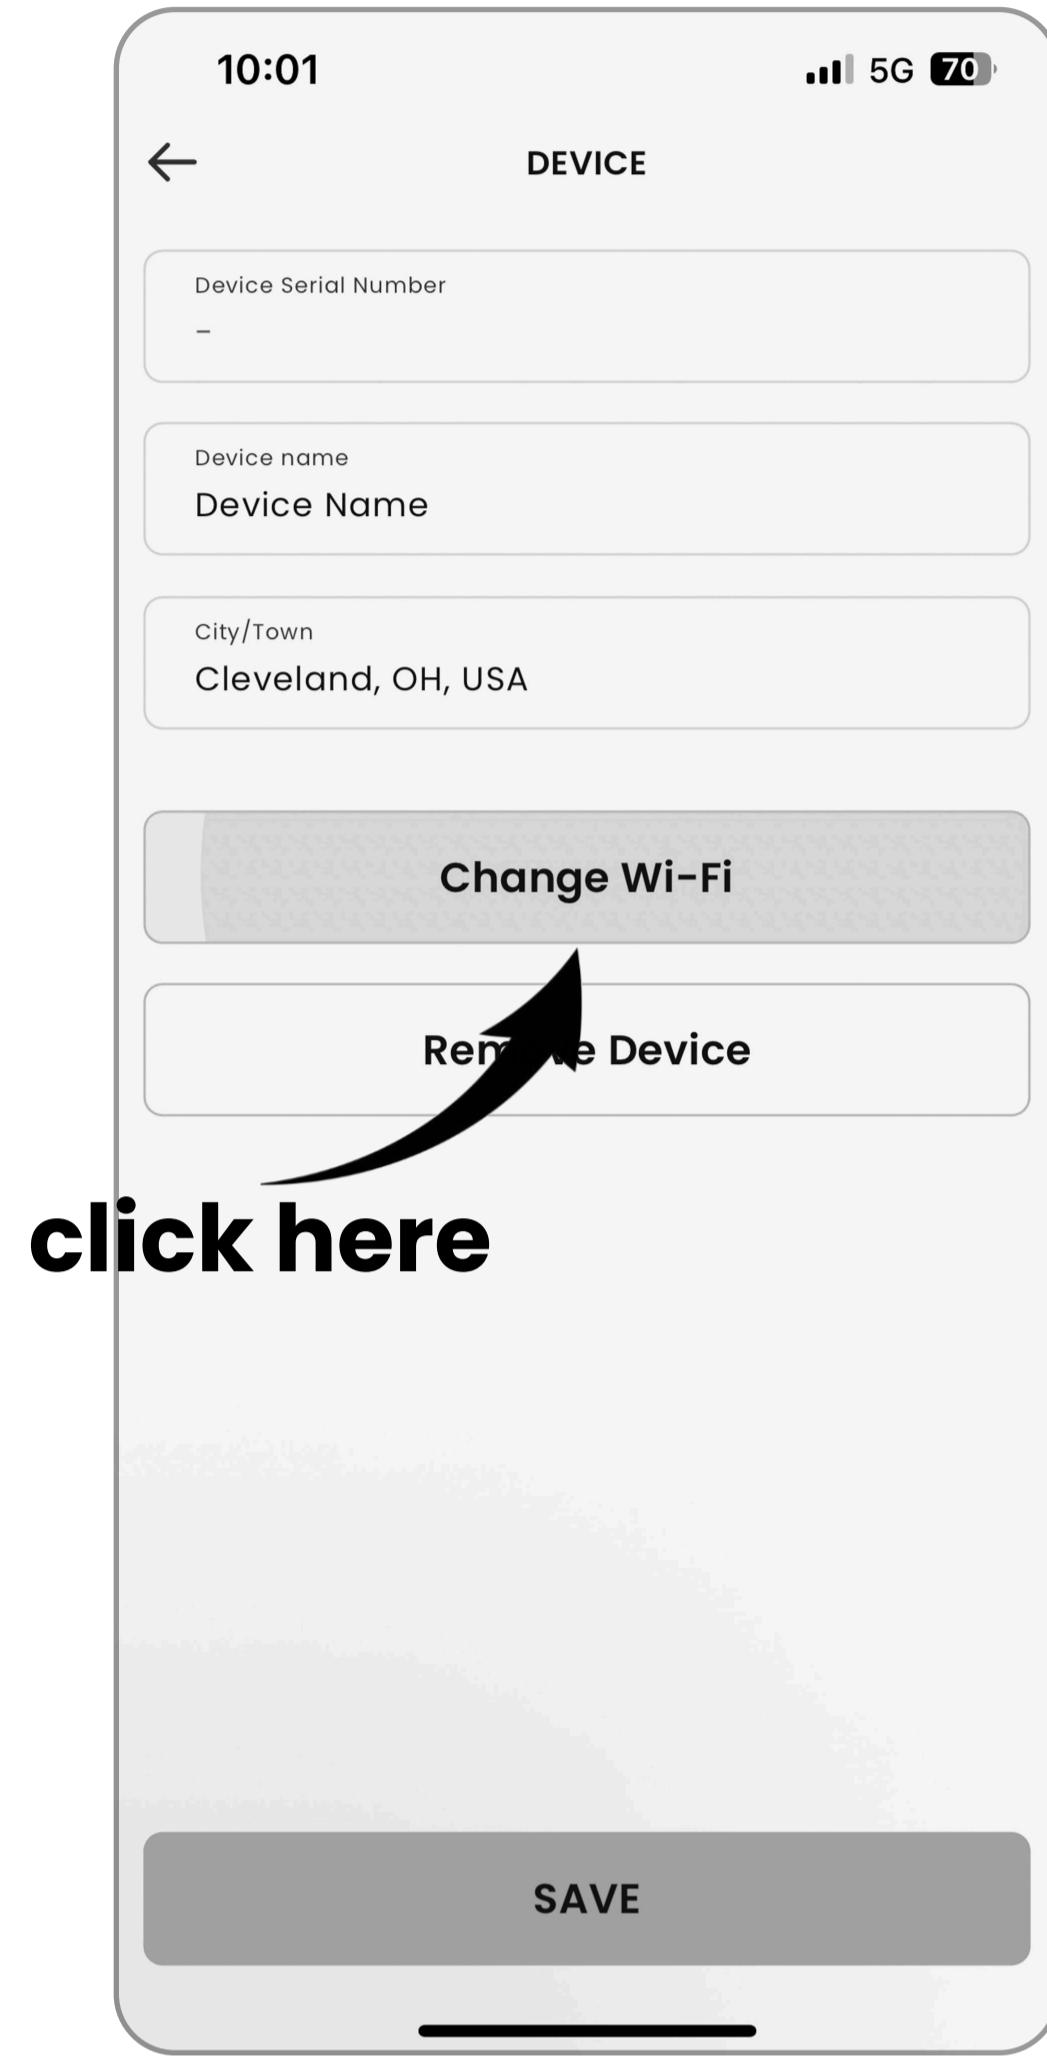 10:01 5G 70
DEVICE
Device Serial Number
–
Device name
Device Name
City/Town
Cleveland, OH, USA
Change Wi-Fi
Remove Device
click here
SAVE